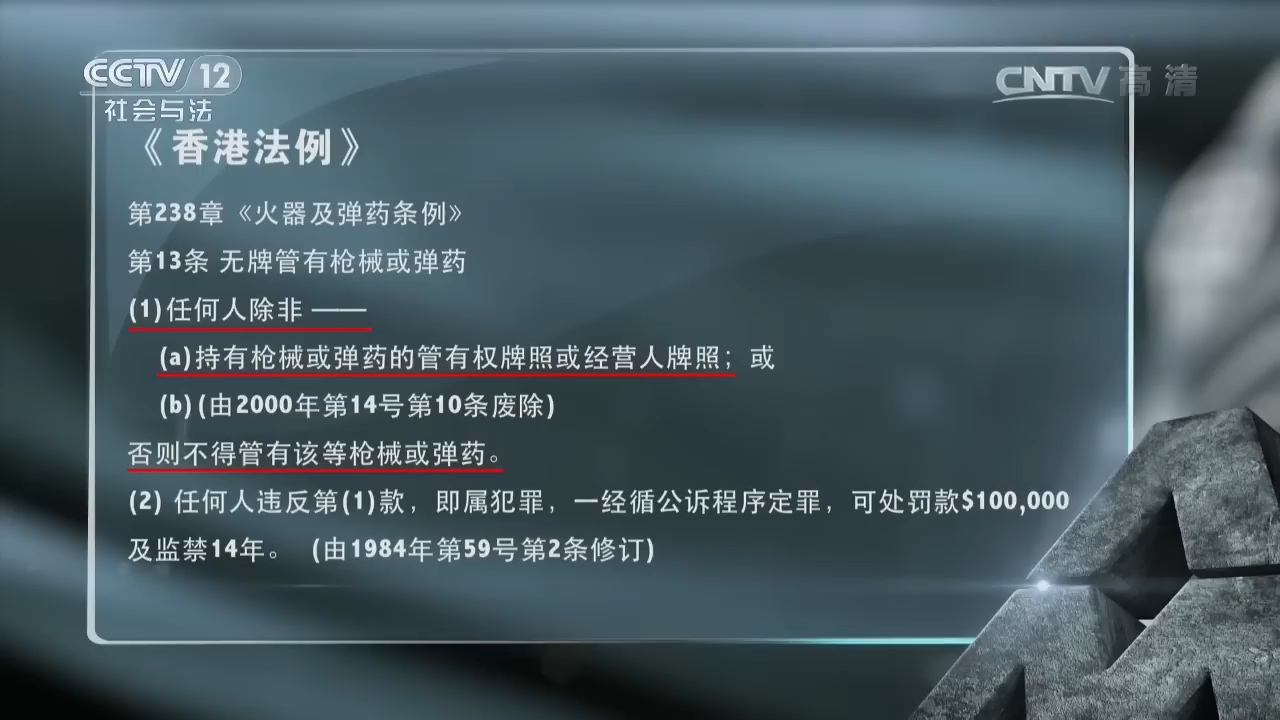 CCTV 12
社会与法
CNTV高清
《香港法例》
第238章《火器及弹药条例》
第13条 无牌管有枪械或弹药
(1)任何人除非 ——
(a)持有枪械或弹药的管有权牌照或经营人牌照；或
(b)(由2000年第14号第10条废除)
否则不得管有该等枪械或弹药。
(2) 任何人违反第(1)款，即属犯罪，一经循公诉程序定罪，可处罚款$100,000
及监禁14年。 (由1984年第59号第2条修订)